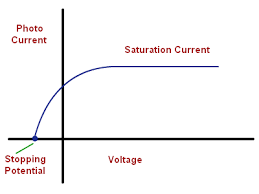 Photo
Current
Saturation Current
Stopping
Potential
Voltage